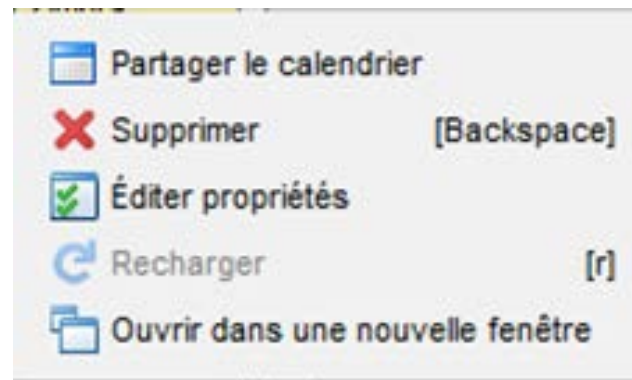 Partager le calendrier
Supprimer [Backspace]
Éditer propriétés
Recharger [r]
Ouvrir dans une nouvelle fenêtre